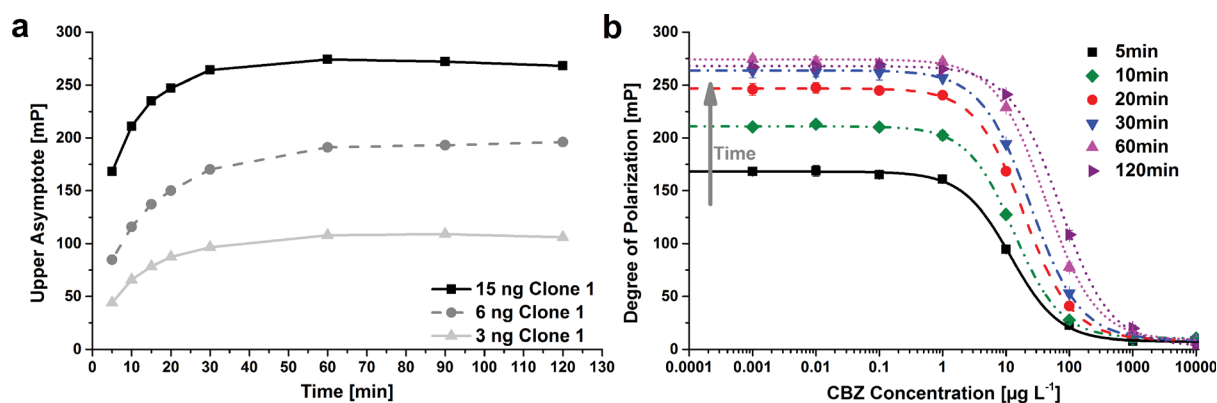 a
Upper Asymptote [mP]
300
250
200
150
100
50
0
0 10 20 30 40 50 60 70 80 90 100 110 120 130
Time [min]
15 ng Clone 1
6 ng Clone 1
3 ng Clone 1
b
Degree of Polarization [mP]
300
250
200
150
100
50
0
0.0001 0.001 0.01 0.1 1 10 100 1000 10000
CBZ Concentration [µg L⁻¹]
Time
5min
10min
20min
30min
60min
120min